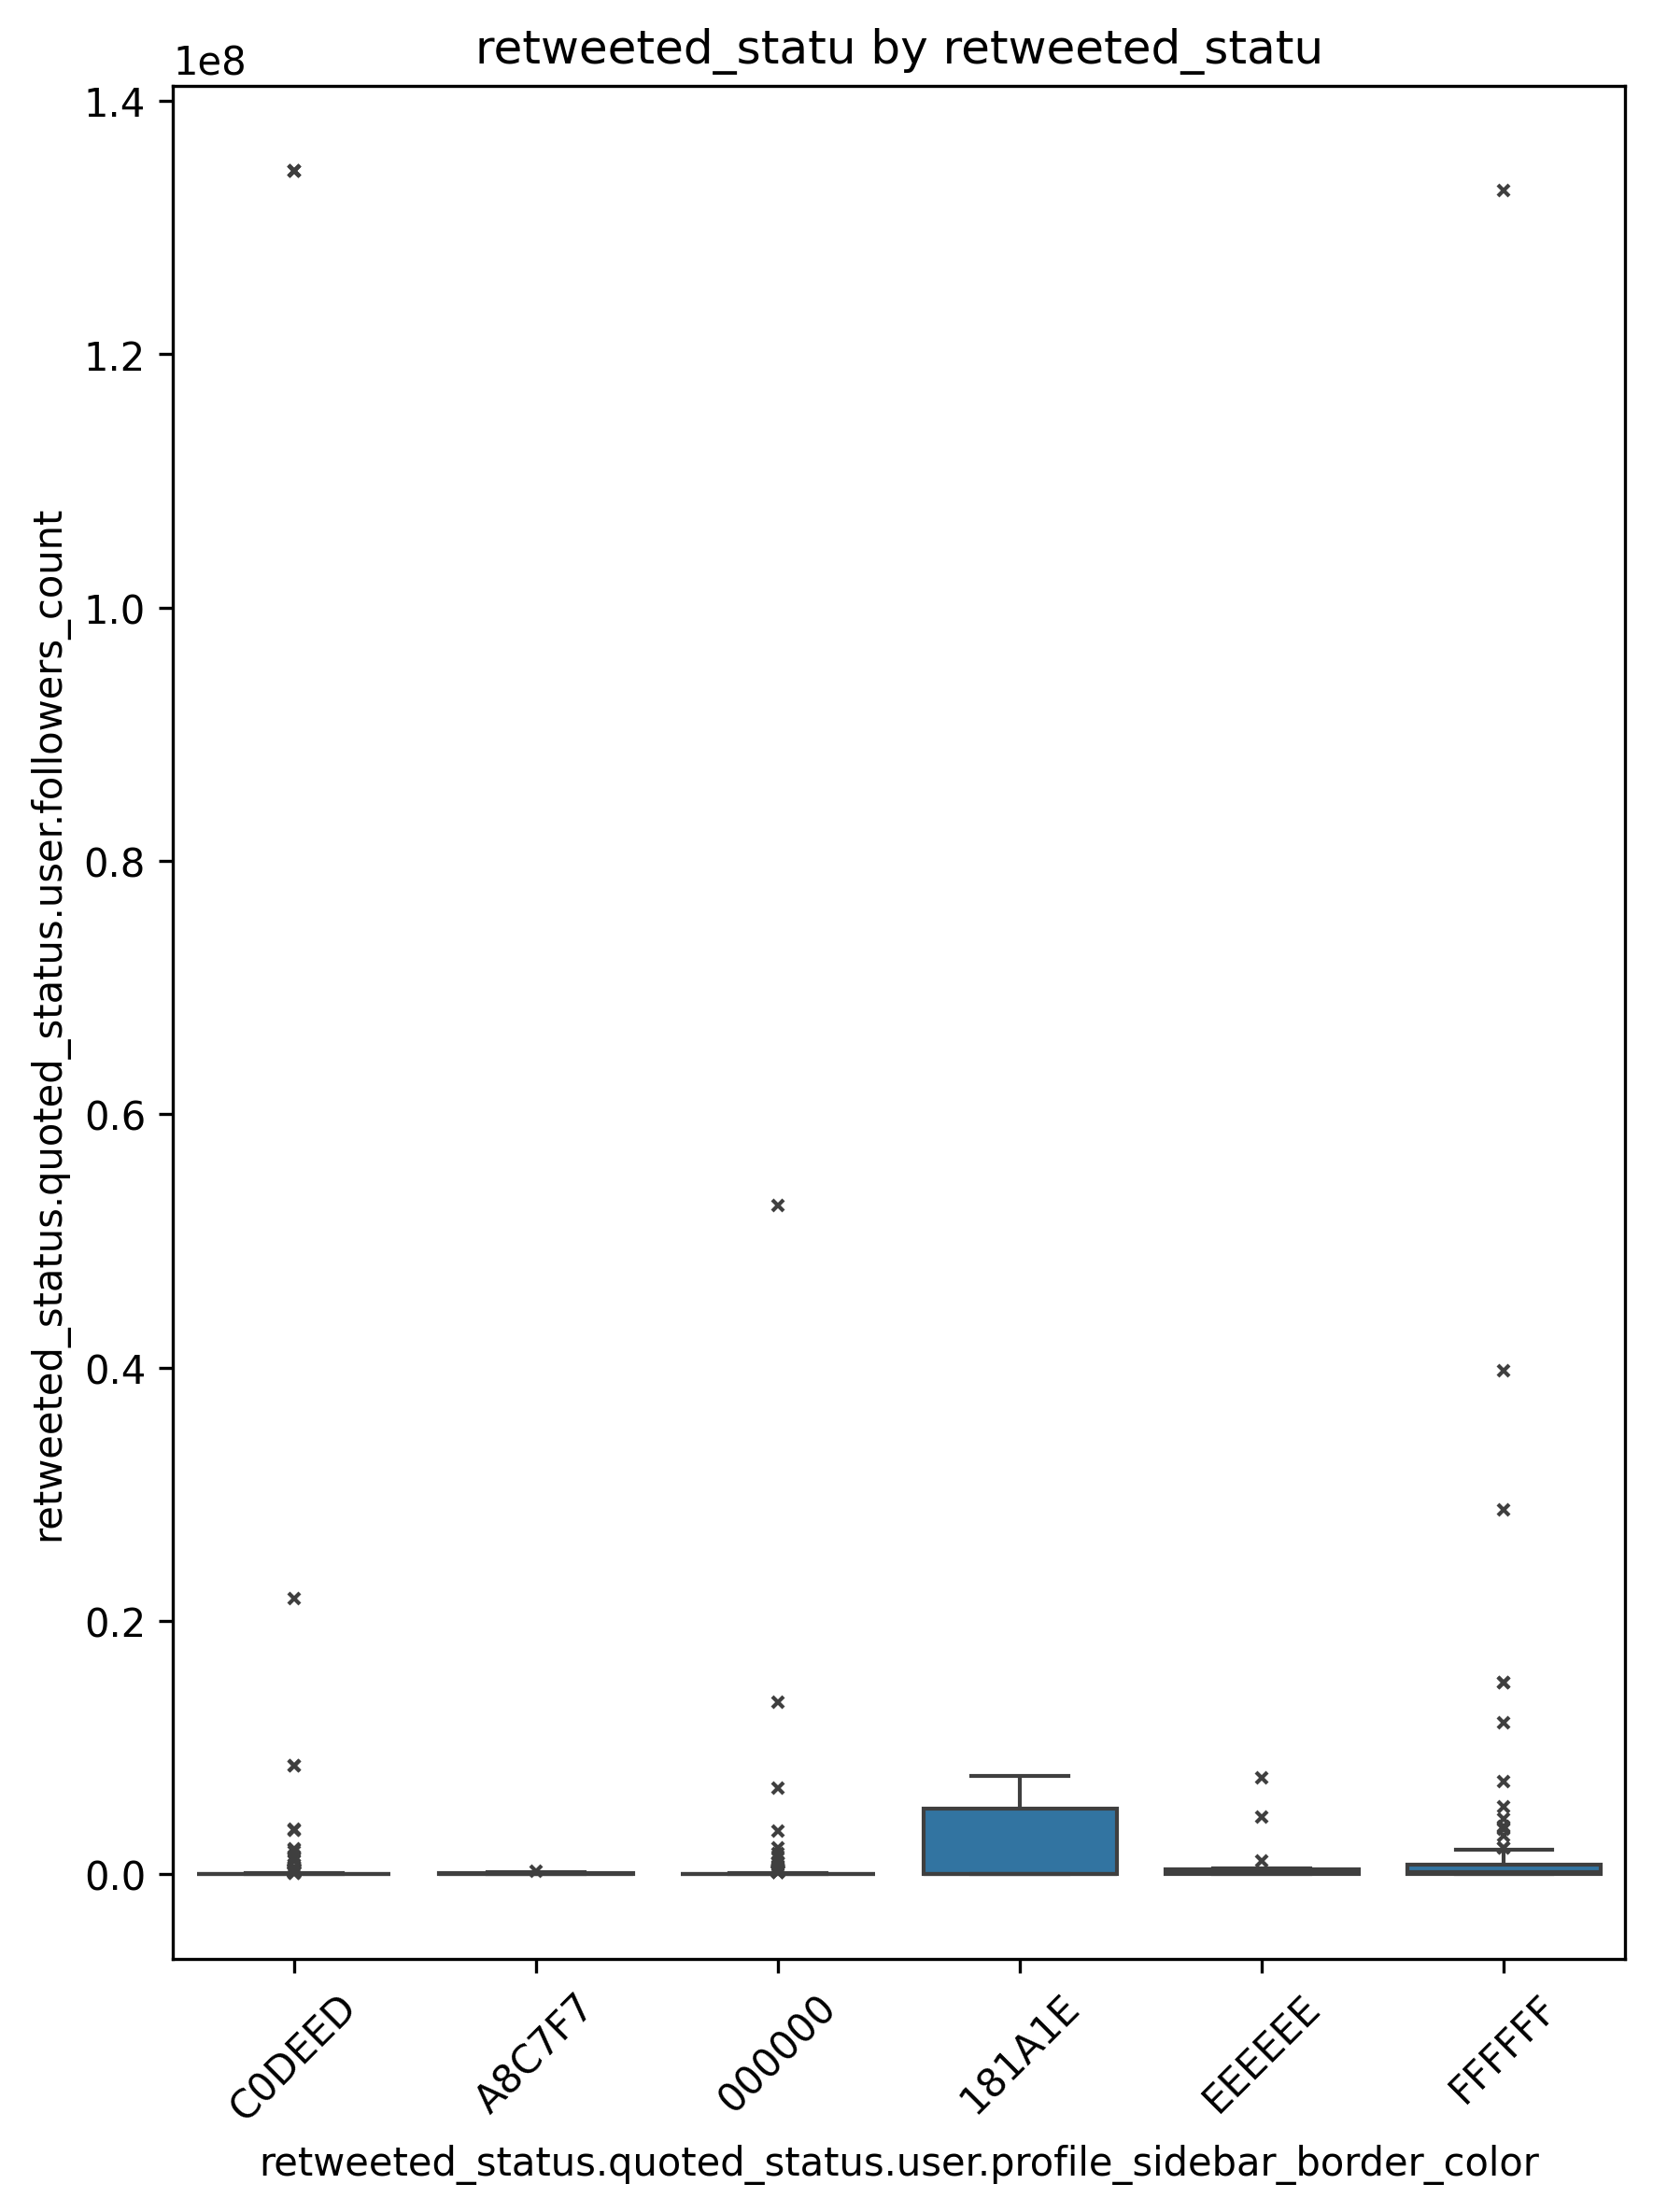 retweeted_statu by retweeted_statu
1e8
1.4
1.2
1.0
0.8
0.6
0.4
0.2
0.0
retweeted_status.quoted_status.user.followers_count
C0DEED
A8C7F7
000000
181A1E
EEEEEE
FFFFFF
retweeted_status.quoted_status.user.profile_sidebar_border_color